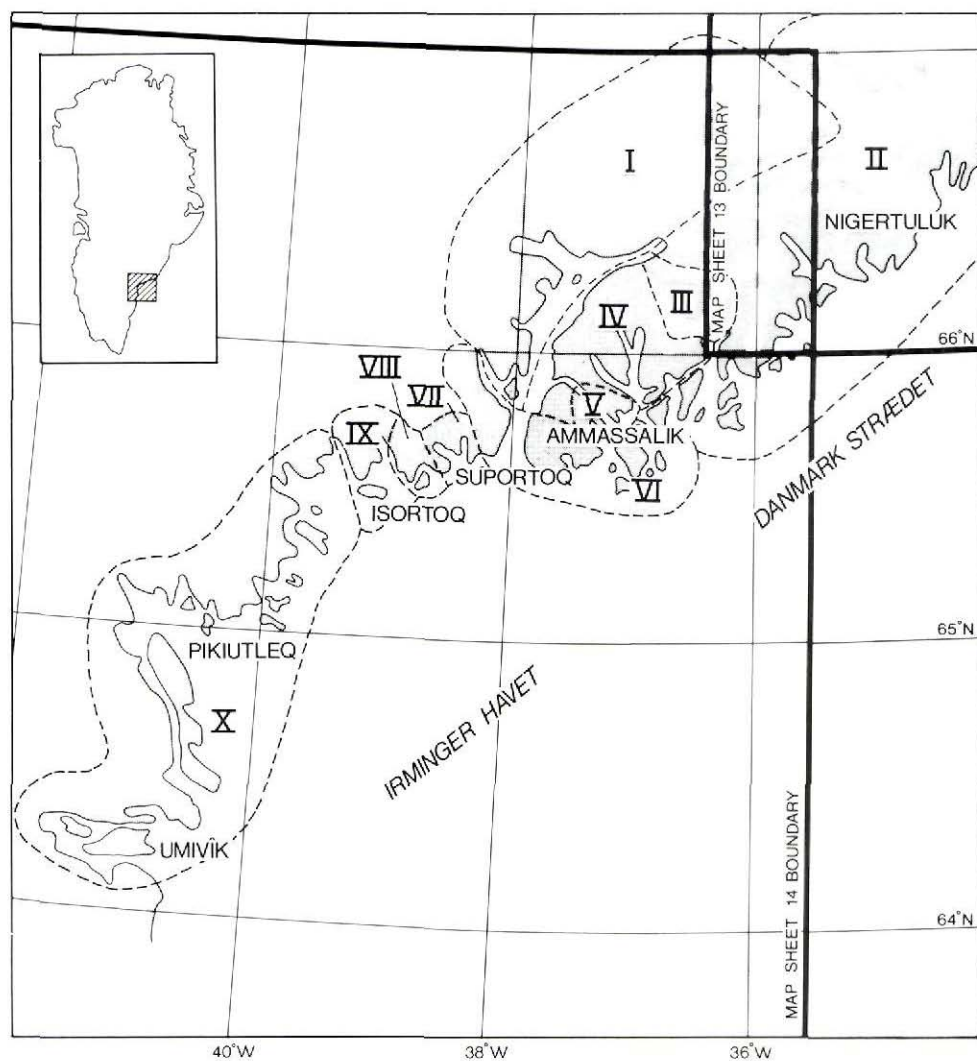 I
II
MAP SHEET 13 BOUNDARY
NIGERTULUK
III
IV
66°N
VIII
VII
V
IX
AMMASSALIK
DANMARK STRÆDET
SUPORTOQ
VI
ISORTOQ
65°N
PIKIUTLEQ
IRMINGER HAVET
X
MAP SHEET 14 BOUNDARY
UMIVÎK
64°N
40°W
38°W
36°W